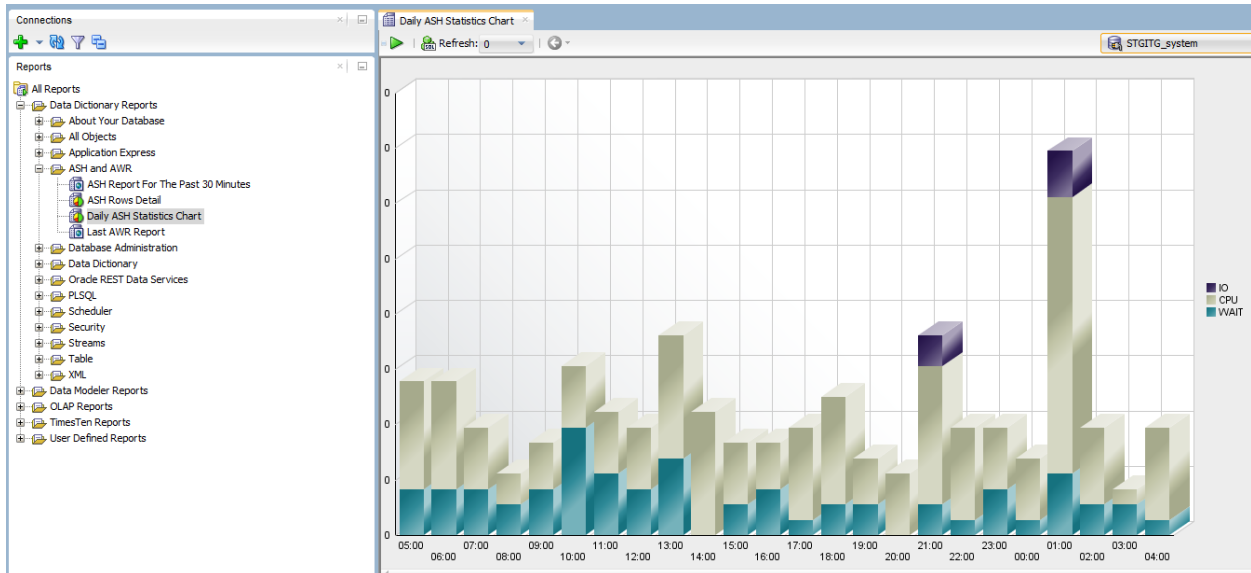 Connections
Reports
All Reports
Data Dictionary Reports
About Your Database
All Objects
Application Express
ASH and AWR
ASH Report For The Past 30 Minutes
ASH Rows Detail
Daily ASH Statistics Chart
Last AWR Report
Database Administration
Data Dictionary
Oracle REST Data Services
PLSQL
Scheduler
Security
Streams
Table
XML
Data Modeler Reports
OLAP Reports
TimesTen Reports
User Defined Reports
Daily ASH Statistics Chart
SQL Refresh: 0
STGITG_system
0
0
0
0
0
0
0
0
0
IO
CPU
WAIT
05:00 07:00 09:00 11:00 13:00 15:00 17:00 19:00 21:00 23:00 01:00 03:00
06:00 08:00 10:00 12:00 14:00 16:00 18:00 20:00 22:00 00:00 02:00 04:00